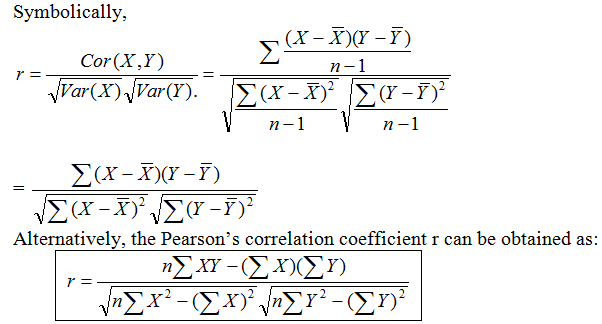 Symbolically,
r = Cor(X,Y) / √Var(X) √Var(Y). = ∑ (X − X̅)(Y − Y̅) / n−1 / √(∑(X − X̅)² / n−1) √(∑(Y − Y̅)² / n−1)
= ∑(X − X̅)(Y − Y̅) / √∑(X − X̅)² √∑(Y − Y̅)²
Alternatively, the Pearson’s correlation coefficient r can be obtained as:
r = n∑XY − (∑X)(∑Y) / √n∑X² − (∑X)² √n∑Y² − (∑Y)²